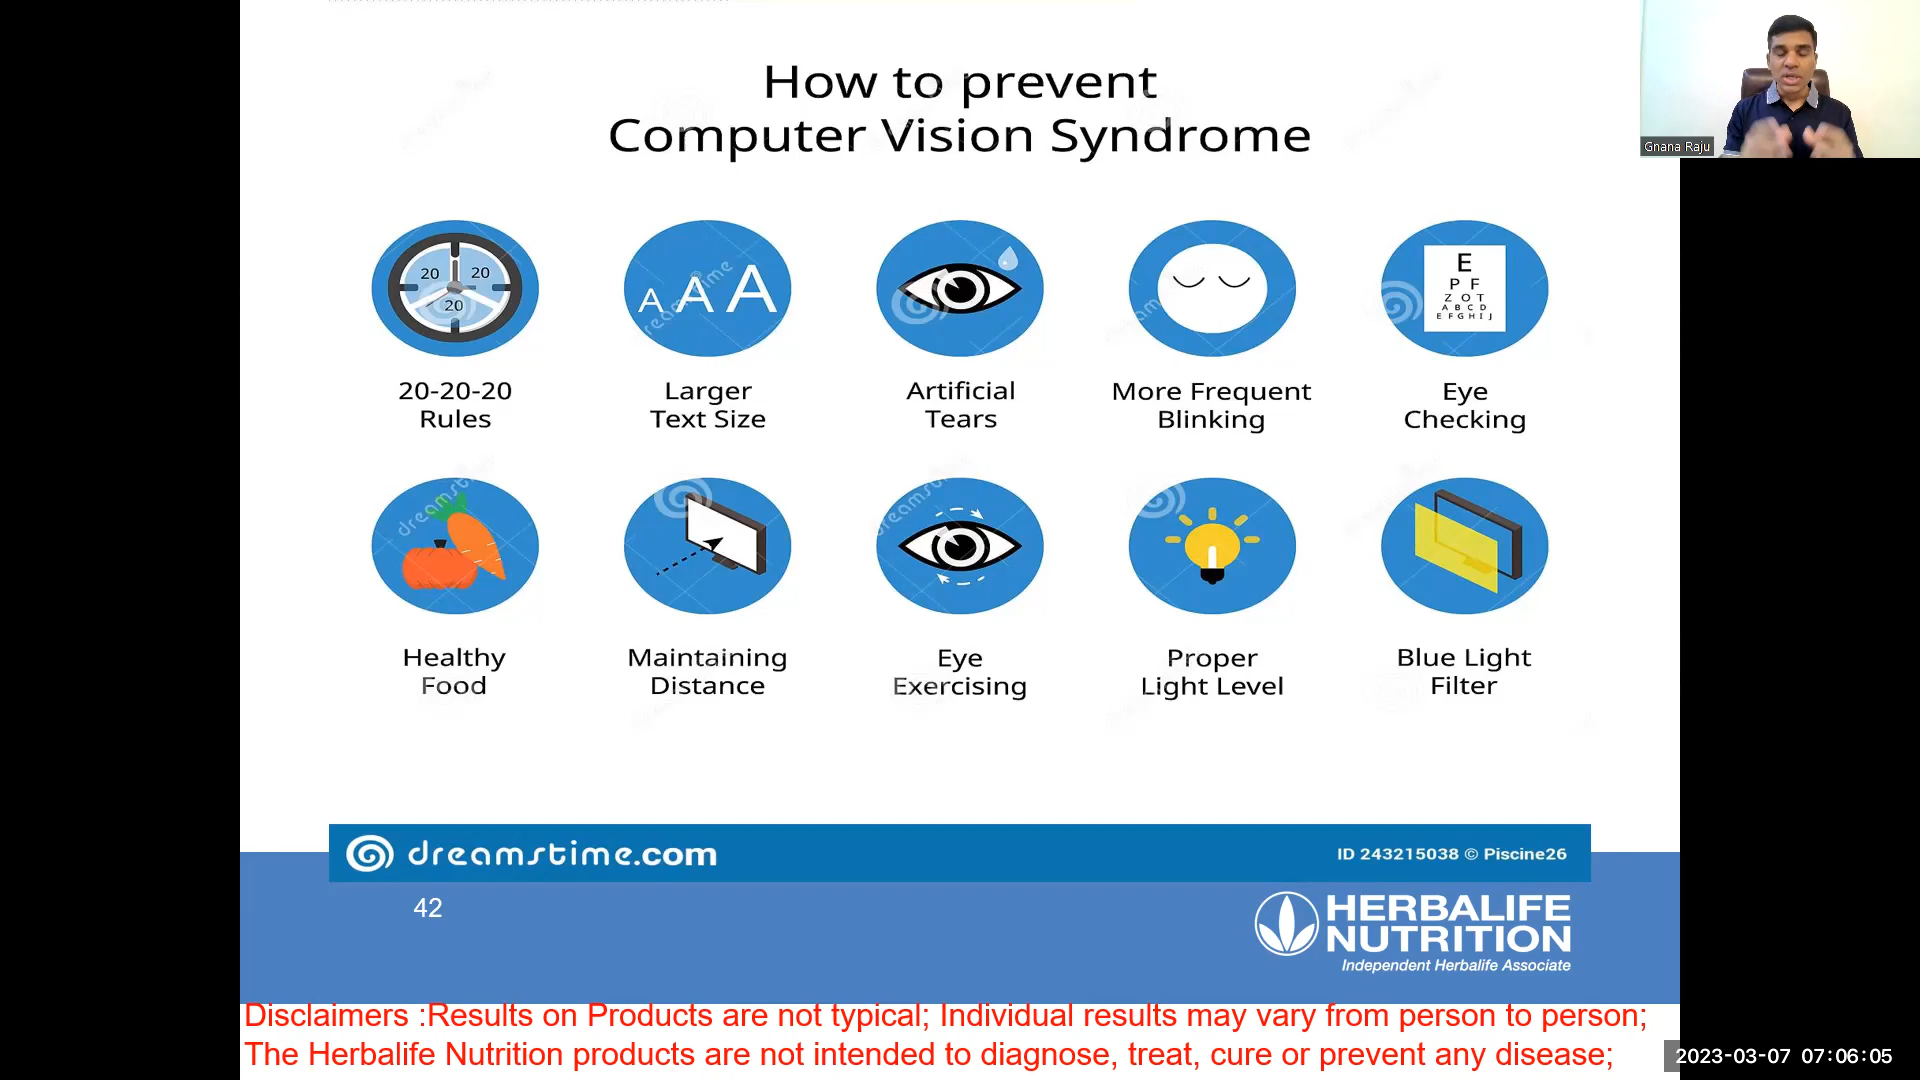 How to prevent
Computer Vision Syndrome
Gnana Raju
20 20
20
A A A
E
P F
Z O T
A B C D
E F G H I J
20-20-20
Rules
Larger
Text Size
Artificial
Tears
More Frequent
Blinking
Eye
Checking
Healthy
Food
Maintaining
Distance
Eye
Exercising
Proper
Light Level
Blue Light
Filter
dreamstime.com
ID 243215038 © Piscine26
42
HERBALIFE
NUTRITION
Independent Herbalife Associate
Disclaimers :Results on Products are not typical; Individual results may vary from person to person;
The Herbalife Nutrition products are not intended to diagnose, treat, cure or prevent any disease;
2023-03-07 07:06:05